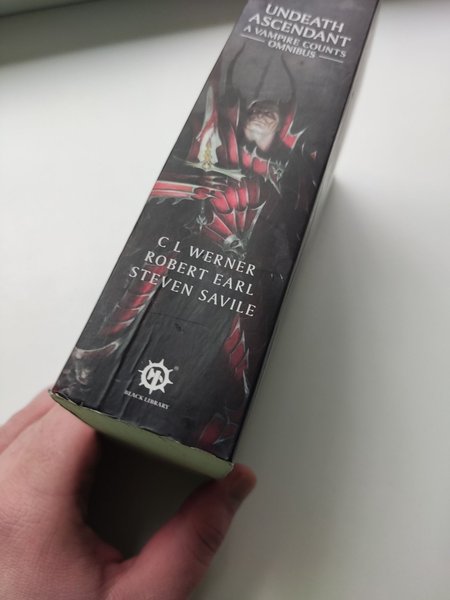 UNDEATH
ASCENDANT
A VAMPIRE COUNTS
OMNIBUS
C L WERNER
ROBERT EARL
STEVEN SAVILE
BLACK LIBRARY